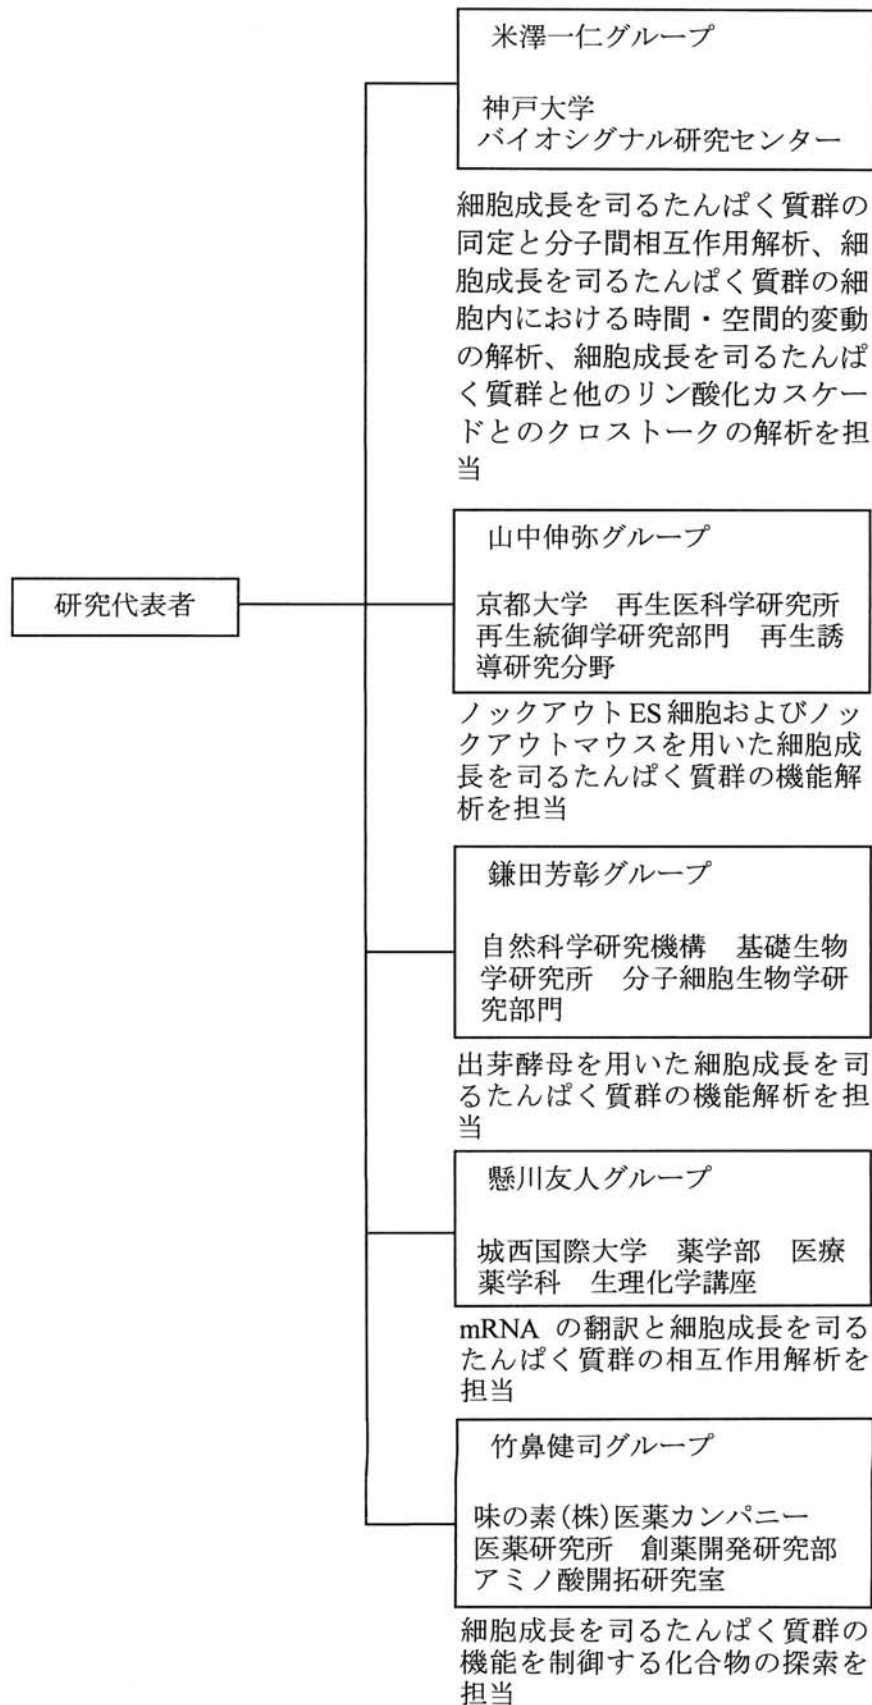 米澤一仁グループ
神戸大学
バイオシグナル研究センター
細胞成長を司るたんぱく質群の
同定と分子間相互作用解析、細
胞成長を司るたんぱく質群の細
胞内における時間・空間的変動
の解析、細胞成長を司るたんぱ
く質群と他のリン酸化カスケー
ドとのクロストークの解析を担
当
研究代表者
山中伸弥グループ
京都大学　再生医科学研究所
再生統御学研究部門　再生誘
導研究分野
ノックアウトES細胞およびノッ
クアウトマウスを用いた細胞成
長を司るたんぱく質群の機能解
析を担当
鎌田芳彰グループ
自然科学研究機構　基礎生物
学研究所　分子細胞生物学研
究部門
出芽酵母を用いた細胞成長を司
るたんぱく質群の機能解析を担
当
懸川友人グループ
城西国際大学　薬学部　医療
薬学科　生理化学講座
mRNA の翻訳と細胞成長を司る
たんぱく質群の相互作用解析を
担当
竹鼻健司グループ
味の素(株)医薬カンパニー
医薬研究所　創薬開発研究部
アミノ酸開拓研究室
細胞成長を司るたんぱく質群の
機能を制御する化合物の探索を
担当